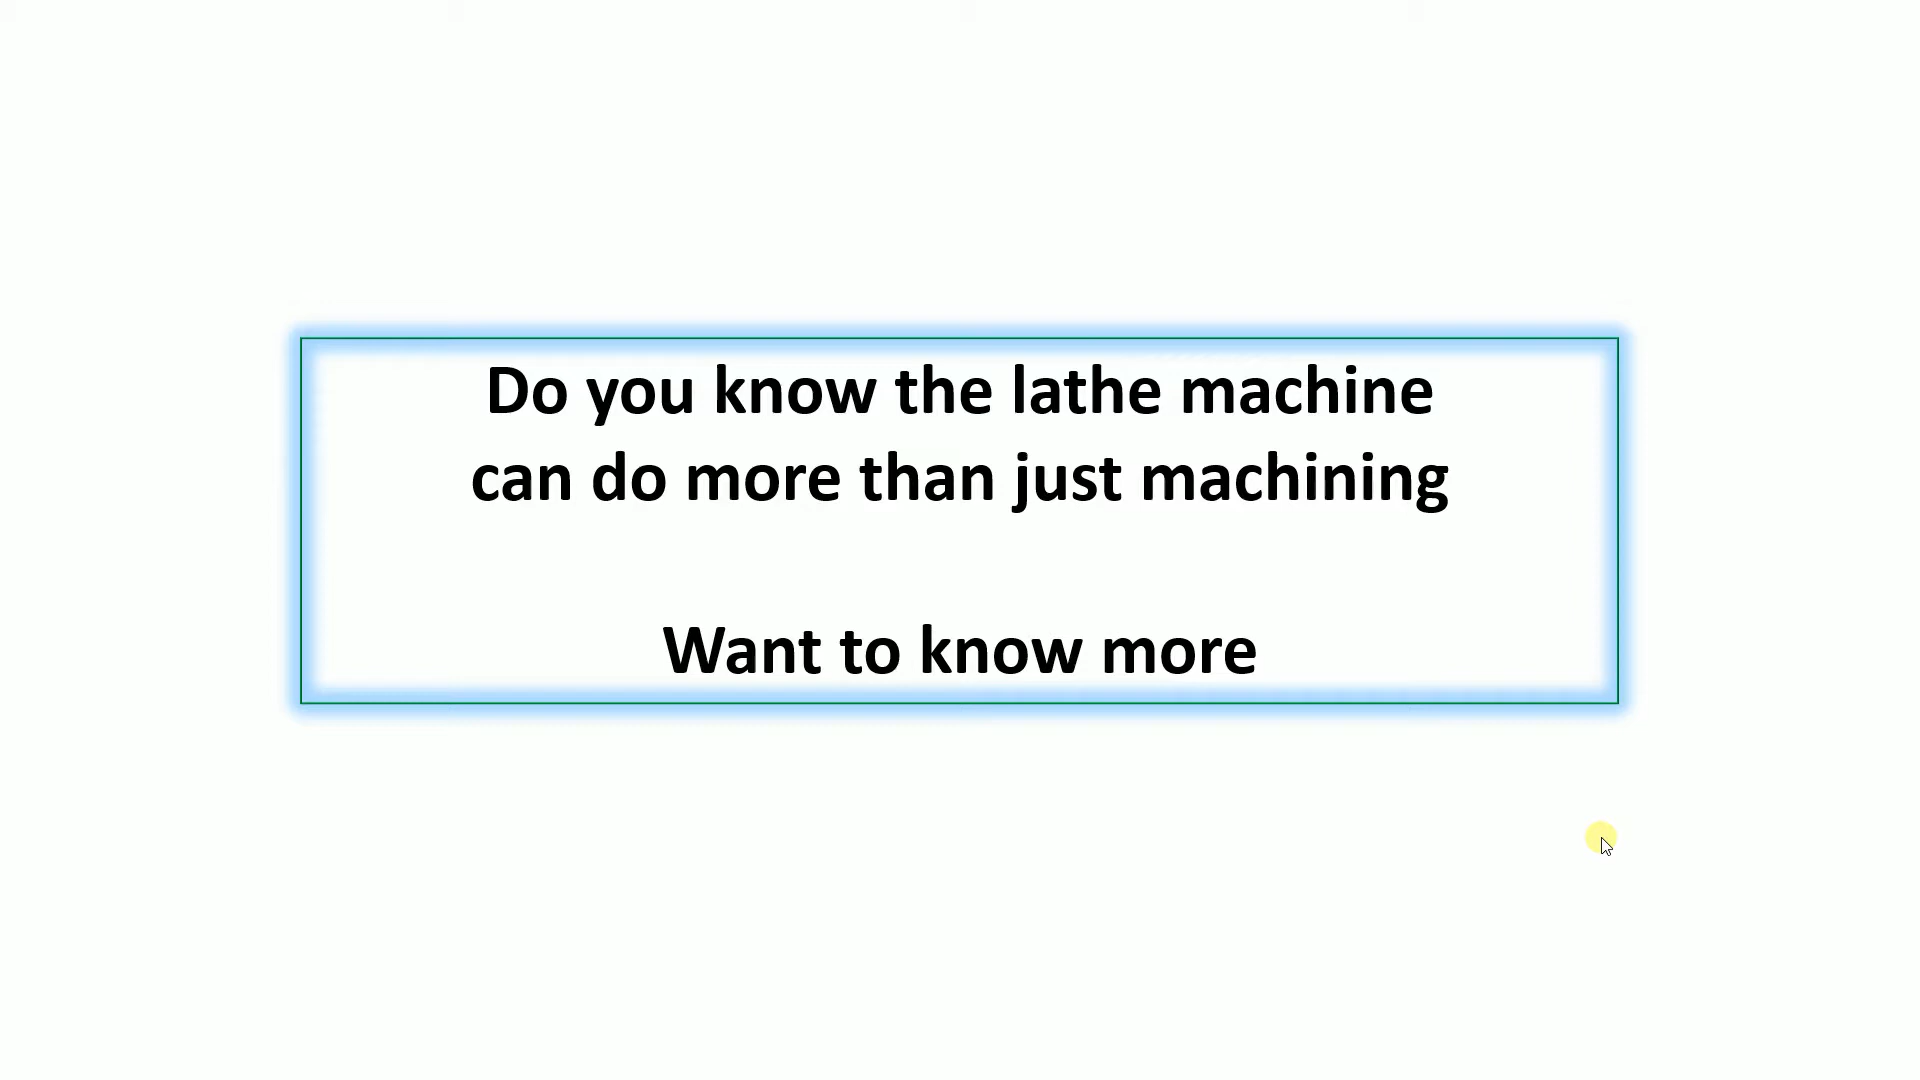 Do you know the lathe machine
can do more than just machining
Want to know more